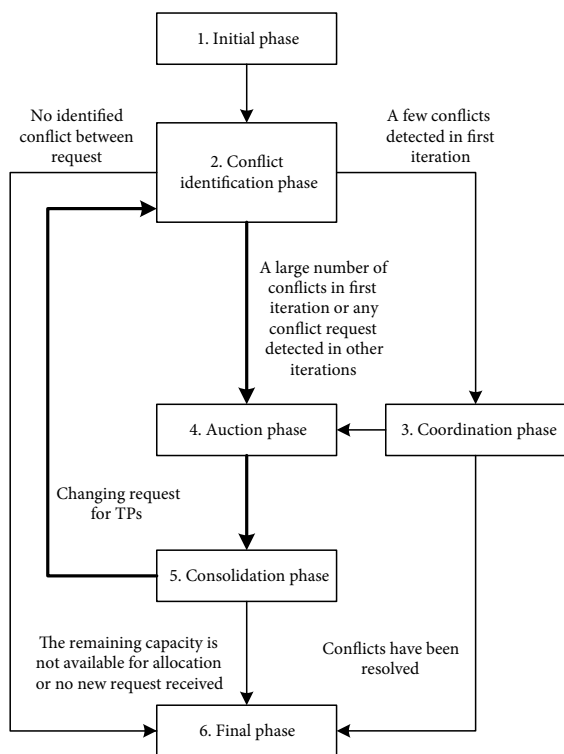 1. Initial phase
No identified
conflict between
request
A few conflicts
detected in first
iteration
2. Conflict
identification phase
A large number of
conflicts in first
iteration or any
conflict request
detected in other
iterations
4. Auction phase
3. Coordination phase
Changing request
for TPs
5. Consolidation phase
The remaining capacity is
not available for allocation
or no new request received
Conflicts have been
resolved
6. Final phase